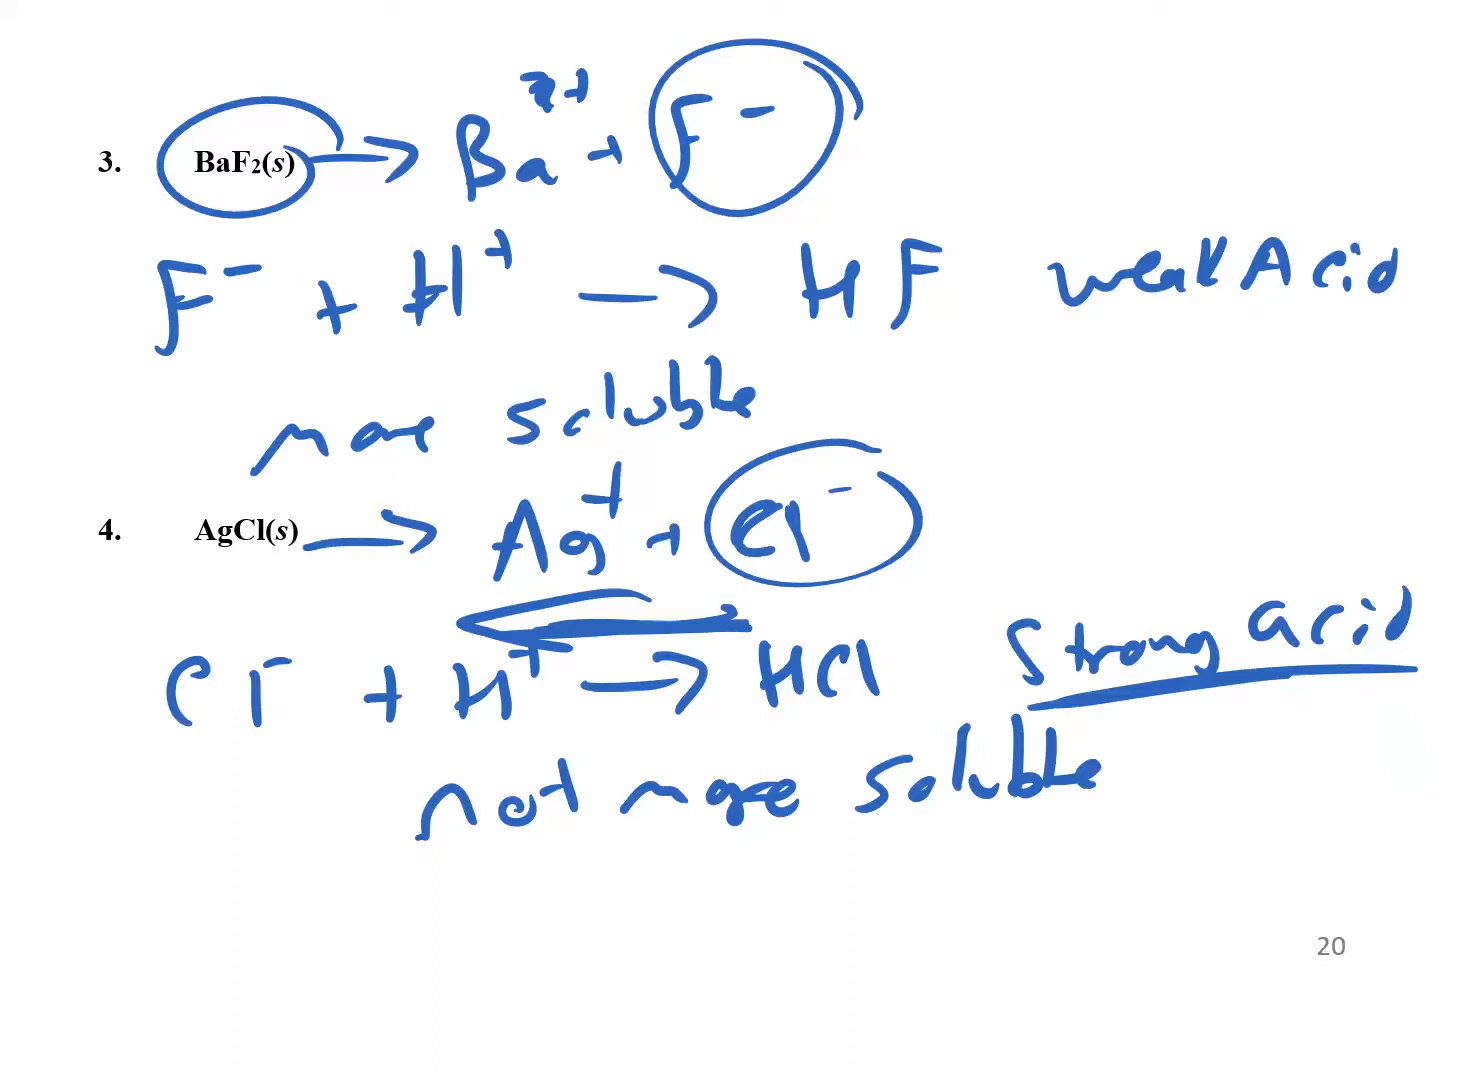 3. BaF₂(s) → Ba²⁺ + F⁻
F⁻ + H⁺ → HF weak Acid
more soluble
4. AgCl(s) → Ag⁺ + Cl⁻
Cl⁻ + H⁺ → HCl Strong acid
not more soluble
20